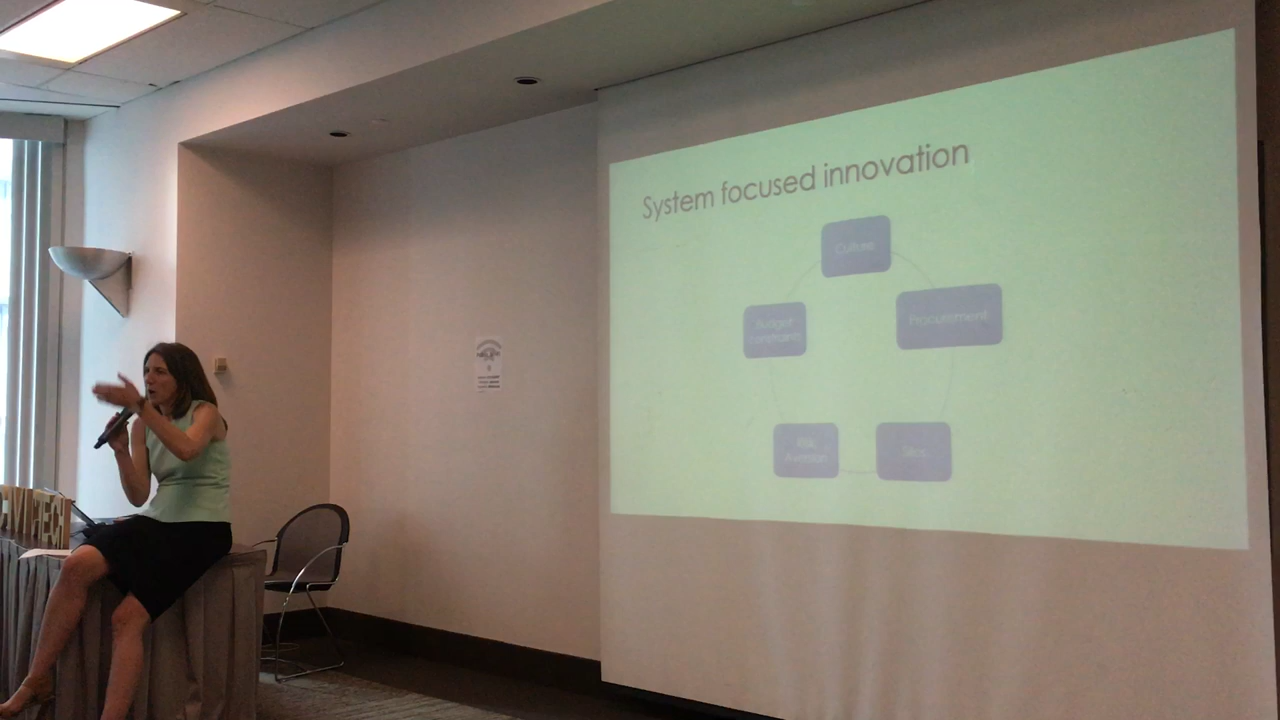 System focused innovation
Culture
Budget
constraints
Procurement
Risk
Aversion
Silos